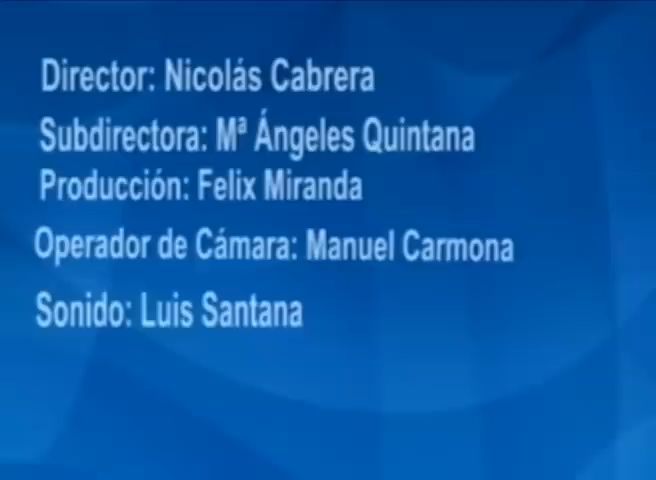 Director: Nicolás Cabrera
Subdirectora: Mª Ángeles Quintana
Producción: Felix Miranda
Operador de Cámara: Manuel Carmona
Sonido: Luis Santana